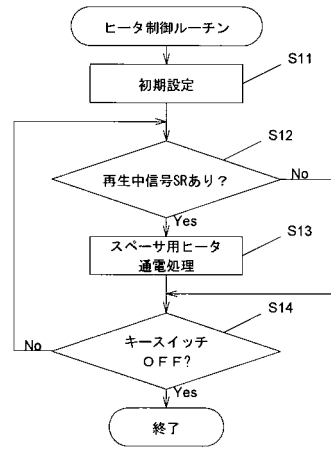 ヒータ制御ルーチン
S11
初期設定
S12
再生中信号SRあり？
No
Yes
S13
スペーサ用ヒータ
通電処理
S14
キースイッチ
ＯＦＦ？
No
Yes
終了